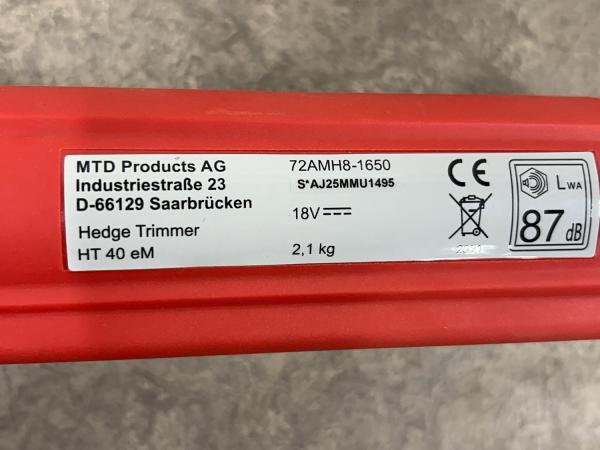 MTD Products AG
Industriestraße 23
D-66129 Saarbrücken
Hedge Trimmer
HT 40 eM
72AMH8-1650
S*AJ25MMU1495
18V
2,1 kg
CE
LWA
87 dB